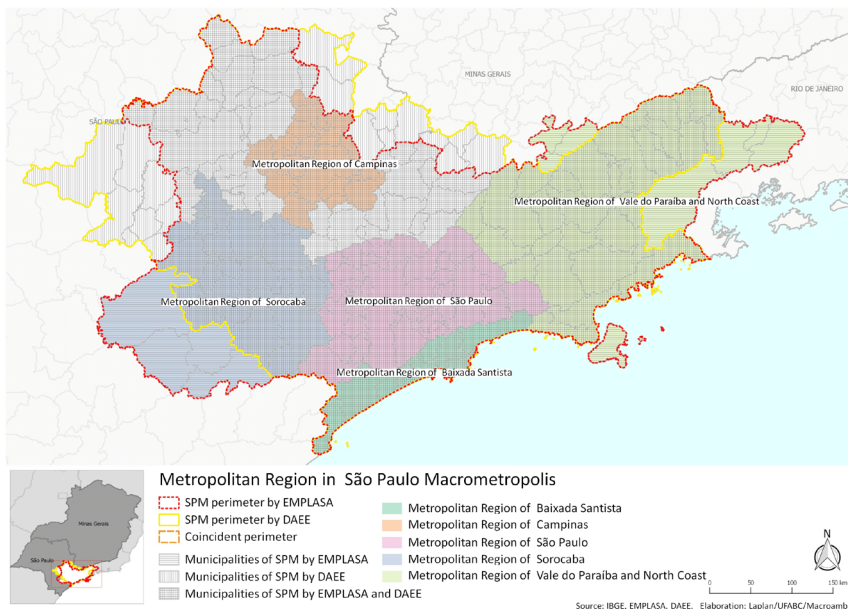 MINAS GERAIS
RIO DE JANEIRO
SÃO PAULO
Metropolitan Region of Campinas
Metropolitan Region of Vale do Paraíba and North Coast
Metropolitan Region of Sorocaba
Metropolitan Region of São Paulo
Metropolitan Region of Baixada Santista
Metropolitan Region in São Paulo Macrometropolis
SPM perimeter by EMPLASA
SPM perimeter by DAEE
Coincident perimeter
Municipalities of SPM by EMPLASA
Municipalities of SPM by DAEE
Municipalities of SPM by EMPLASA and DAEE
Metropolitan Region of Baixada Santista
Metropolitan Region of Campinas
Metropolitan Region of São Paulo
Metropolitan Region of Sorocaba
Metropolitan Region of Vale do Paraíba and North Coast
Minas Gerais
São Paulo
N
0 50 100 150 km
Source: IBGE, EMPLASA, DAEE. Elaboration: Laplan/UFABC/Macroamb